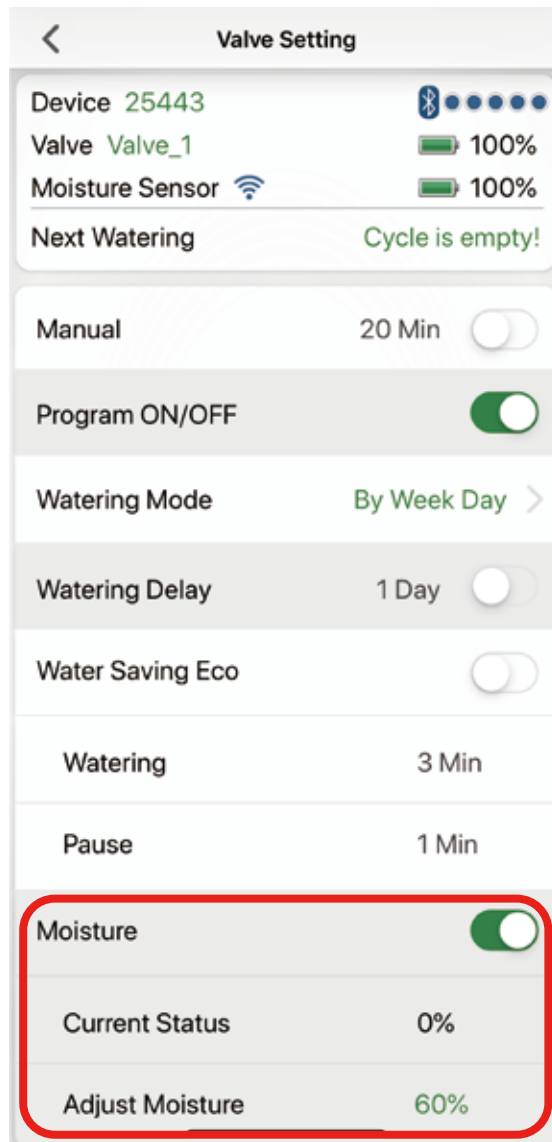 Valve Setting
Device 25443
Valve Valve_1 100%
Moisture Sensor 100%
Next Watering Cycle is empty!
Manual 20 Min
Program ON/OFF
Watering Mode By Week Day
Watering Delay 1 Day
Water Saving Eco
Watering 3 Min
Pause 1 Min
Moisture
Current Status 0%
Adjust Moisture 60%